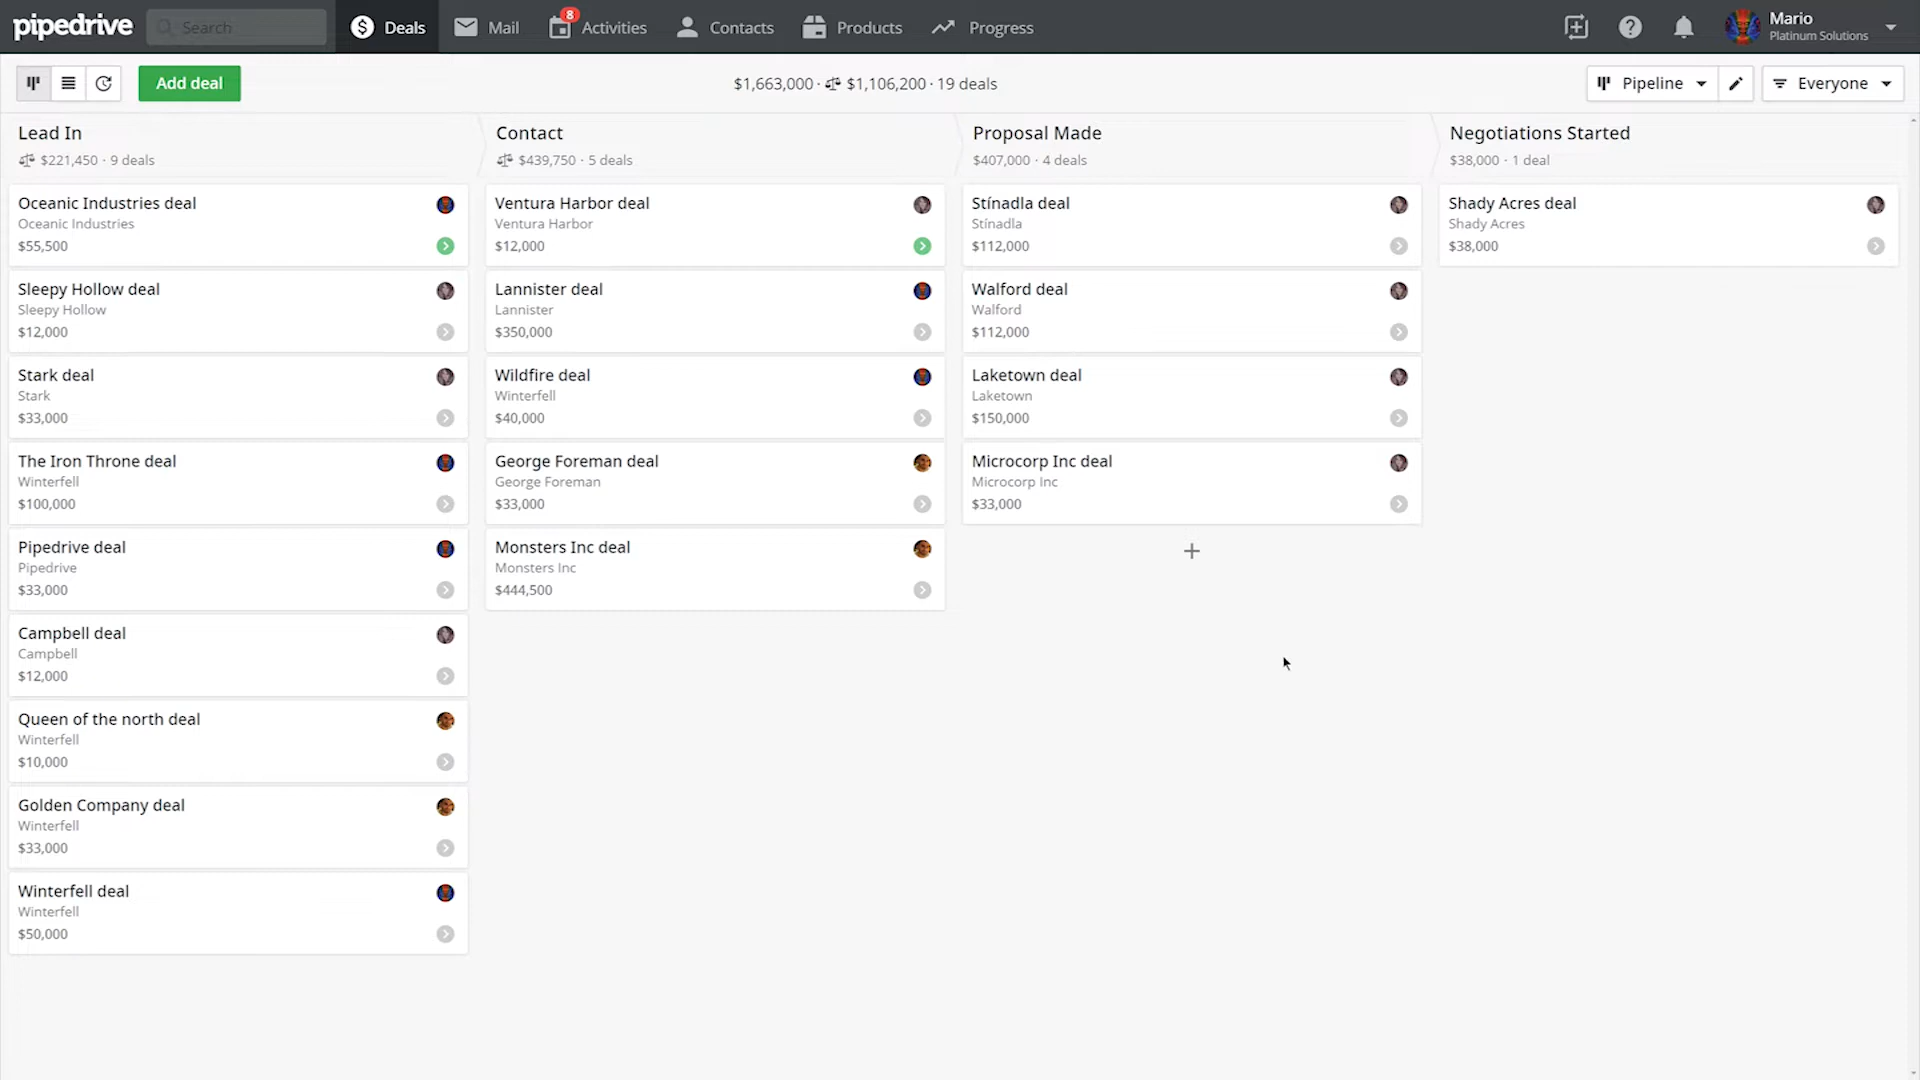 pipedrive
Search
Deals
Mail
8
Activities
Contacts
Products
Progress
Mario
Platinum Solutions
Add deal
$1,663,000 · $1,106,200 · 19 deals
Pipeline
Everyone
Lead In
$221,450 · 9 deals
Oceanic Industries deal
Oceanic Industries
$55,500
Sleepy Hollow deal
Sleepy Hollow
$12,000
Stark deal
Stark
$33,000
The Iron Throne deal
Winterfell
$100,000
Pipedrive deal
Pipedrive
$33,000
Campbell deal
Campbell
$12,000
Queen of the north deal
Winterfell
$10,000
Golden Company deal
Winterfell
$33,000
Winterfell deal
Winterfell
$50,000
Contact
$439,750 · 5 deals
Ventura Harbor deal
Ventura Harbor
$12,000
Lannister deal
Lannister
$350,000
Wildfire deal
Winterfell
$40,000
George Foreman deal
George Foreman
$33,000
Monsters Inc deal
Monsters Inc
$444,500
Proposal Made
$407,000 · 4 deals
Stínadla deal
Stínadla
$112,000
Walford deal
Walford
$112,000
Laketown deal
Laketown
$150,000
Microcorp Inc deal
Microcorp Inc
$33,000
Negotiations Started
$38,000 · 1 deal
Shady Acres deal
Shady Acres
$38,000